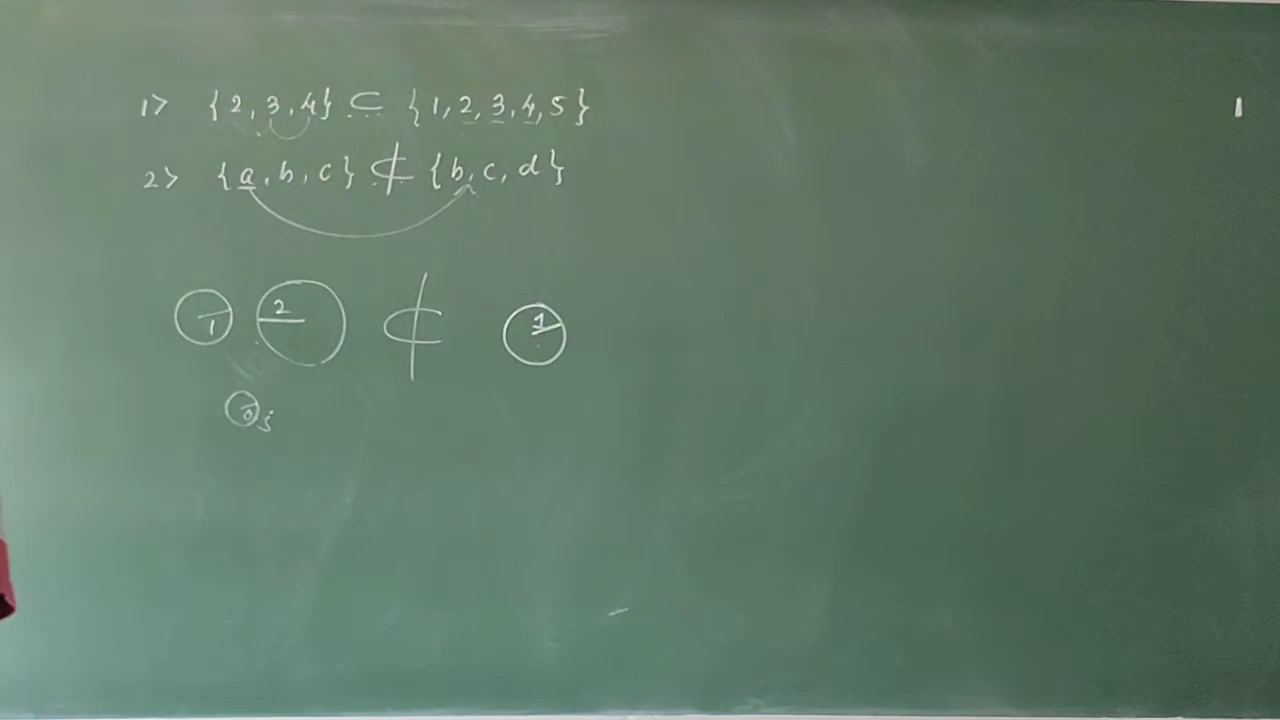 1> {2, 3, 4} ⊂ {1, 2, 3, 4, 5}
2> {a, b, c} ⊄ {b, c, d}
1 2 ⊄ 1